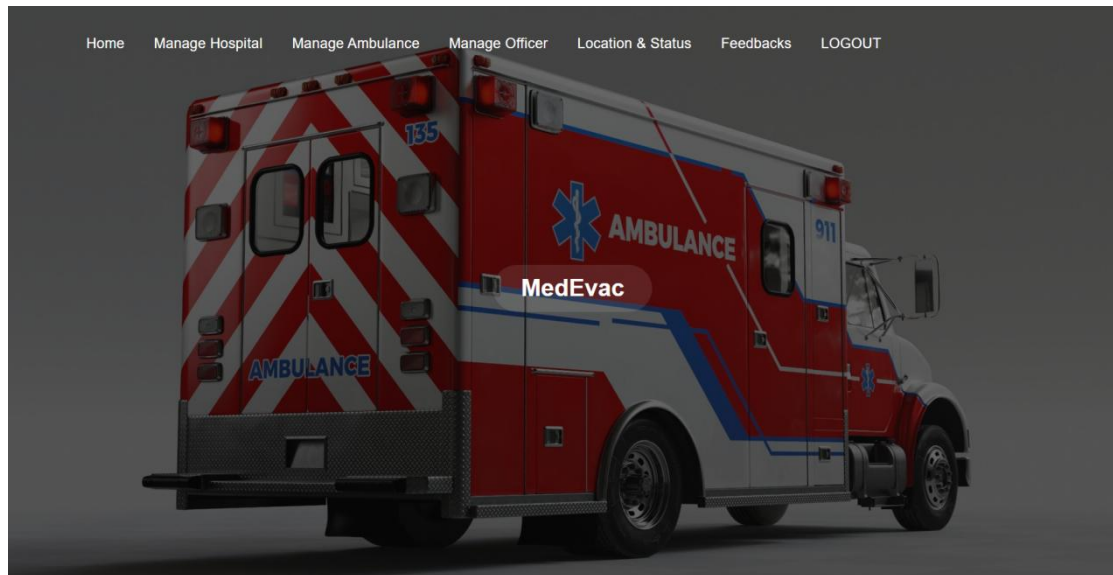 Home Manage Hospital Manage Ambulance Manage Officer Location & Status Feedbacks LOGOUT
135
911
AMBULANCE
MedEvac
AMBULANCE